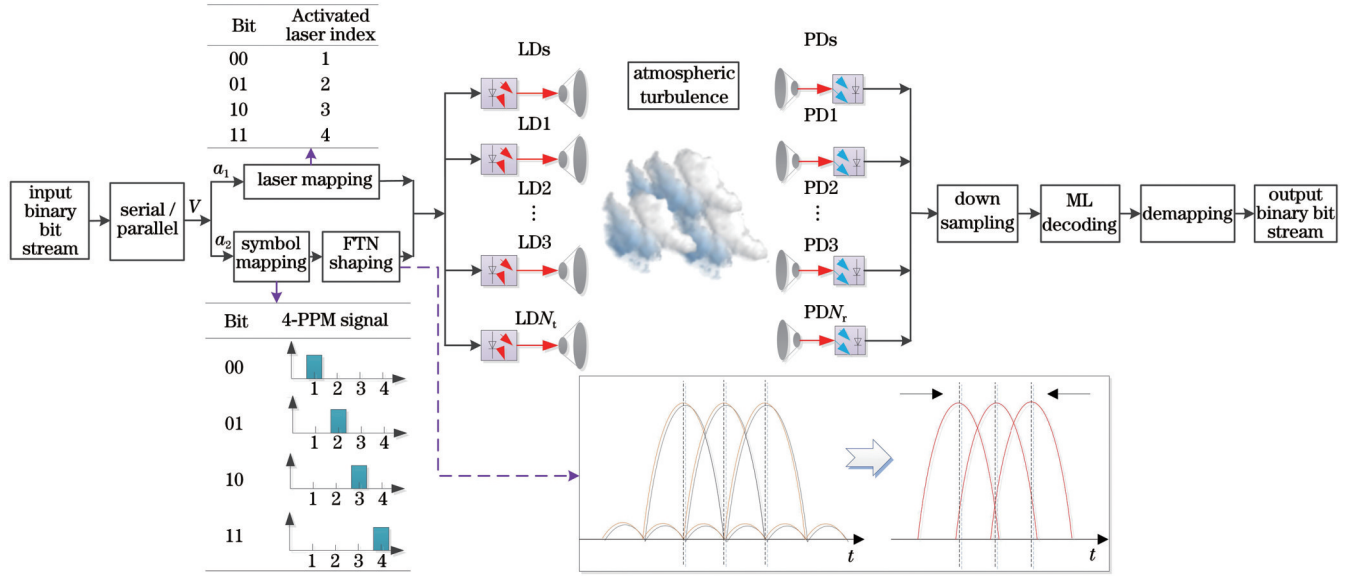 Bit
Activated
laser index
00
1
01
2
10
3
11
4
input
binary
bit
stream
serial /
parallel
V
a₁
laser mapping
a₂
symbol
mapping
FTN
shaping
Bit
4-PPM signal
00
1 2 3 4
01
1 2 3 4
10
1 2 3 4
11
1 2 3 4
LDs
LD1
LD2
⋮
LD3
LDNₜ
atmospheric
turbulence
PDs
PD1
PD2
⋮
PD3
PDNᵣ
down
sampling
ML
decoding
demapping
output
binary bit
stream
t
t